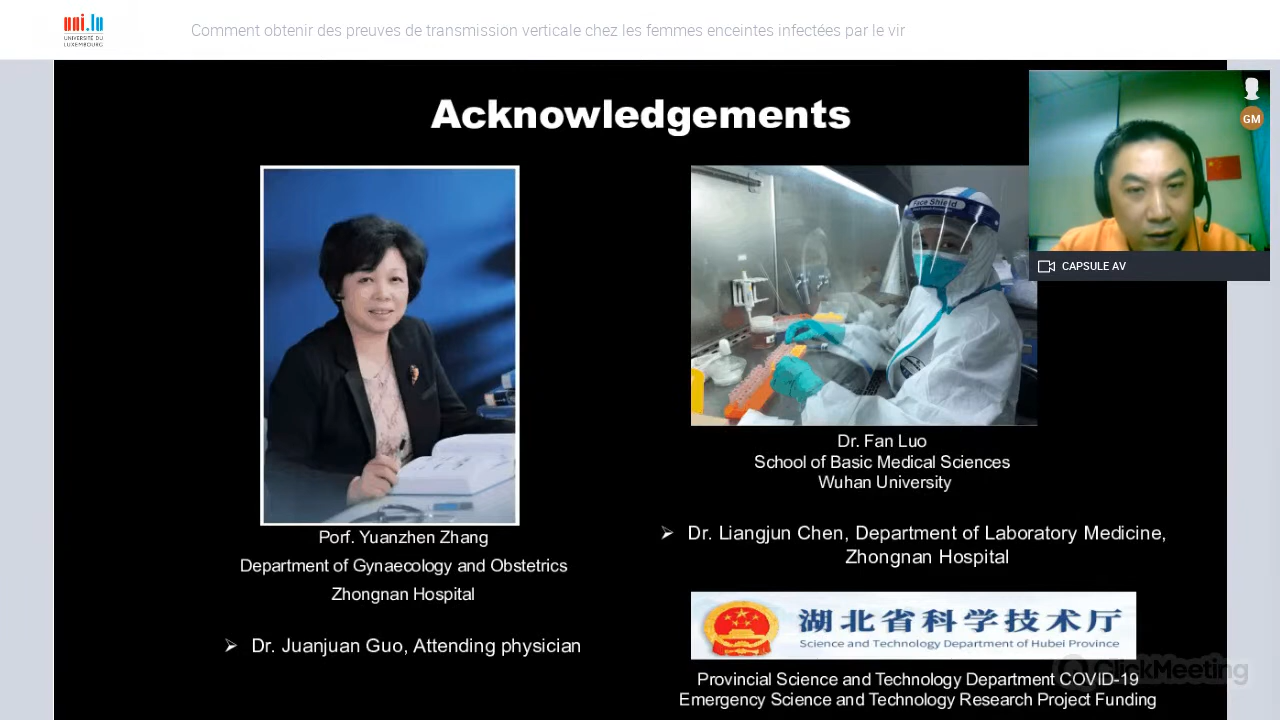 uni.lu
UNIVERSITÉ DU
LUXEMBOURG
Comment obtenir des preuves de transmission verticale chez les femmes enceintes infectées par le vir
Acknowledgements
GM
CAPSULE AV
Face Shield
Porf. Yuanzhen Zhang
Department of Gynaecology and Obstetrics
Zhongnan Hospital
➢ Dr. Juanjuan Guo, Attending physician
Dr. Fan Luo
School of Basic Medical Sciences
Wuhan University
➢ Dr. Liangjun Chen, Department of Laboratory Medicine,
Zhongnan Hospital
湖北省科学技术厅
Science and Technology Department of Hubei Province
ClickMeeting
Provincial Science and Technology Department COVID-19
Emergency Science and Technology Research Project Funding